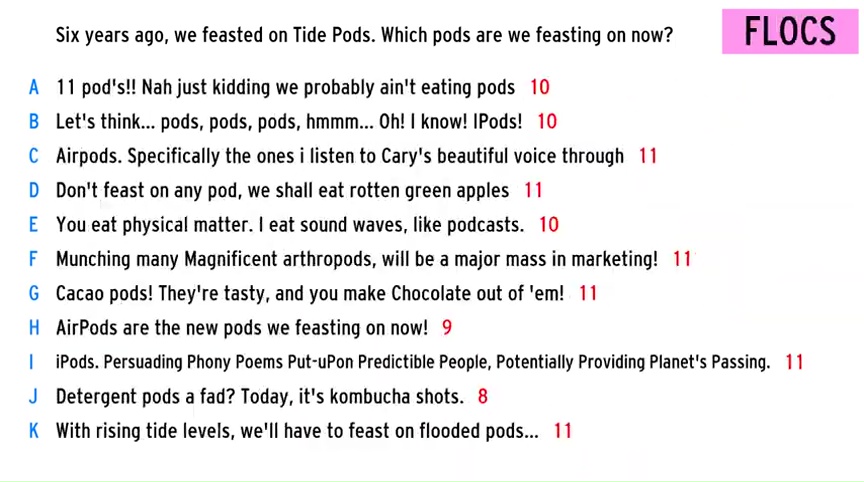 Six years ago, we feasted on Tide Pods. Which pods are we feasting on now?
FLOCS
A 11 pod's!! Nah just kidding we probably ain't eating pods 10
B Let's think... pods, pods, pods, hmmm... Oh! I know! IPods! 10
C Airpods. Specifically the ones i listen to Cary's beautiful voice through 11
D Don't feast on any pod, we shall eat rotten green apples 11
E You eat physical matter. I eat sound waves, like podcasts. 10
F Munching many Magnificent arthropods, will be a major mass in marketing! 11
G Cacao pods! They're tasty, and you make Chocolate out of 'em! 11
H AirPods are the new pods we feasting on now! 9
I iPods. Persuading Phony Poems Put-uPon Predictible People, Potentially Providing Planet's Passing. 11
J Detergent pods a fad? Today, it's kombucha shots. 8
K With rising tide levels, we'll have to feast on flooded pods... 11